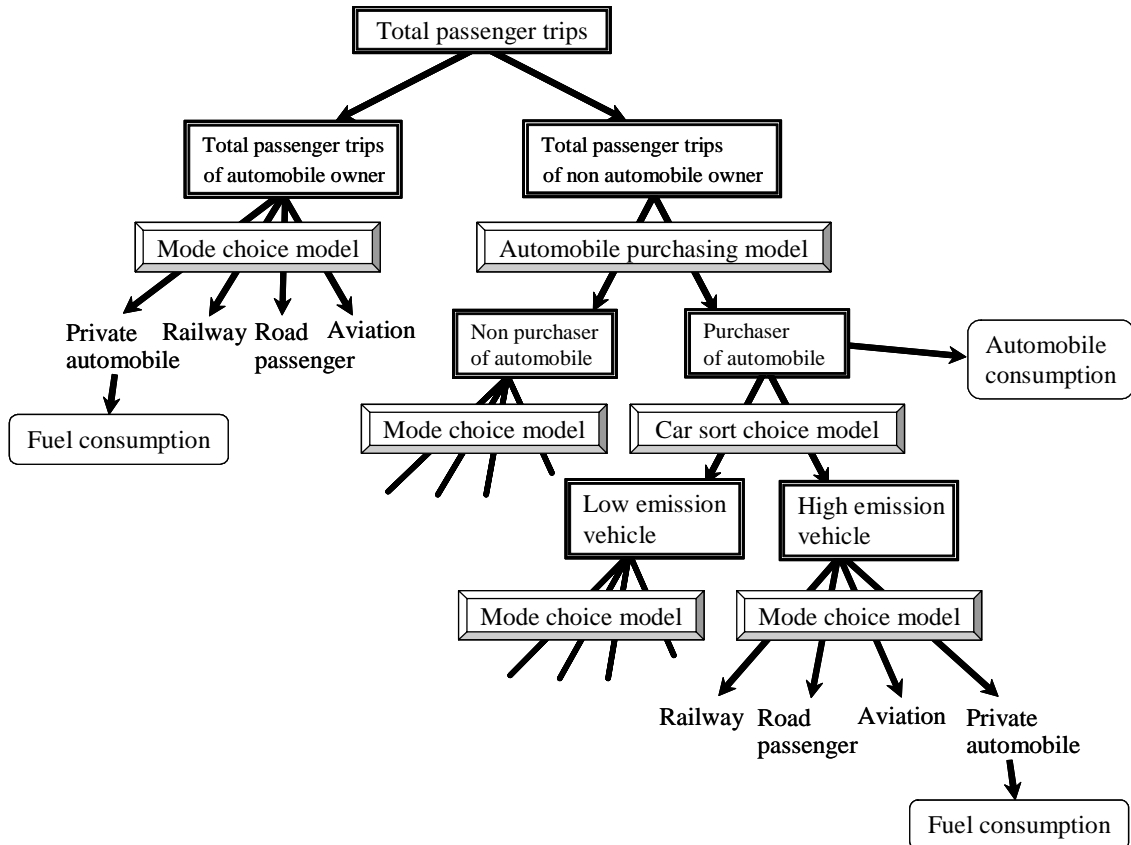 Total passenger trips
Total passenger trips
of automobile owner
Total passenger trips
of non automobile owner
Mode choice model
Automobile purchasing model
Private
automobile
Railway
Road
passenger
Aviation
Non purchaser
of automobile
Purchaser
of automobile
Automobile
consumption
Fuel consumption
Mode choice model
Car sort choice model
Low emission
vehicle
High emission
vehicle
Mode choice model
Mode choice model
Railway
Road
passenger
Aviation
Private
automobile
Fuel consumption